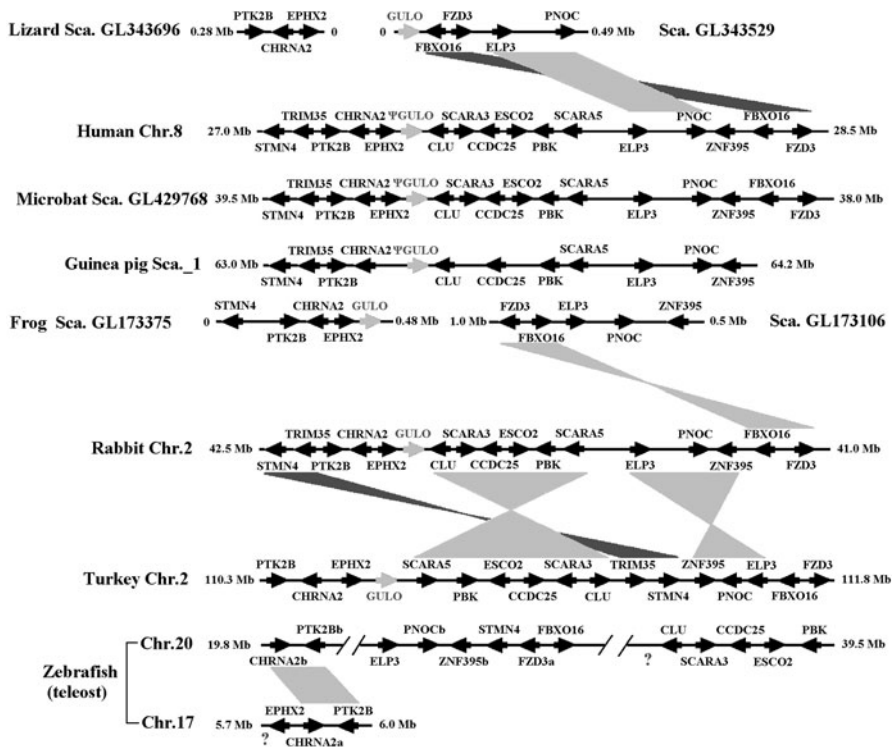 PTK2B EPHX2 GULO FZD3 PNOC
Lizard Sca. GL343696 0.28 Mb 0 0 0.49 Mb Sca. GL343529
CHRNA2 FBXO16 ELP3
TRIM35 CHRNA2 ΨGULO SCARA3 ESCO2 SCARA5 PNOC FBXO16
Human Chr.8 27.0 Mb 28.5 Mb
STMN4 PTK2B EPHX2 CLU CCDC25 PBK ELP3 ZNF395 FZD3
TRIM35 CHRNA2 ΨGULO SCARA3 ESCO2 SCARA5 PNOC FBXO16
Microbat Sca. GL429768 39.5 Mb 38.0 Mb
STMN4 PTK2B EPHX2 CLU CCDC25 PBK ELP3 ZNF395 FZD3
TRIM35 CHRNA2 ΨGULO SCARA5 PNOC
Guinea pig Sca._1 63.0 Mb 64.2 Mb
STMN4 PTK2B CLU CCDC25 PBK ELP3 ZNF395
STMN4 CHRNA2 GULO FZD3 ELP3 ZNF395
Frog Sca. GL173375 0 0.48 Mb 1.0 Mb 0.5 Mb Sca. GL173106
PTK2B EPHX2 FBXO16 PNOC
TRIM35 CHRNA2 GULO SCARA3 ESCO2 SCARA5 PNOC FBXO16
Rabbit Chr.2 42.5 Mb 41.0 Mb
STMN4 PTK2B EPHX2 CLU CCDC25 PBK ELP3 ZNF395 FZD3
PTK2B EPHX2 SCARA5 ESCO2 SCARA3 TRIM35 ZNF395 ELP3 FZD3
Turkey Chr.2 110.3 Mb 111.8 Mb
CHRNA2 GULO PBK CCDC25 CLU STMN4 PNOC FBXO16
PTK2Bb PNOCb STMN4 FBXO16 CLU CCDC25 PBK
Chr.20 19.8 Mb 39.5 Mb
CHRNA2b ELP3 ZNF395b FZD3a ? SCARA3 ESCO2
Zebrafish
(teleost)
EPHX2 PTK2B
Chr.17 5.7 Mb 6.0 Mb
? CHRNA2a